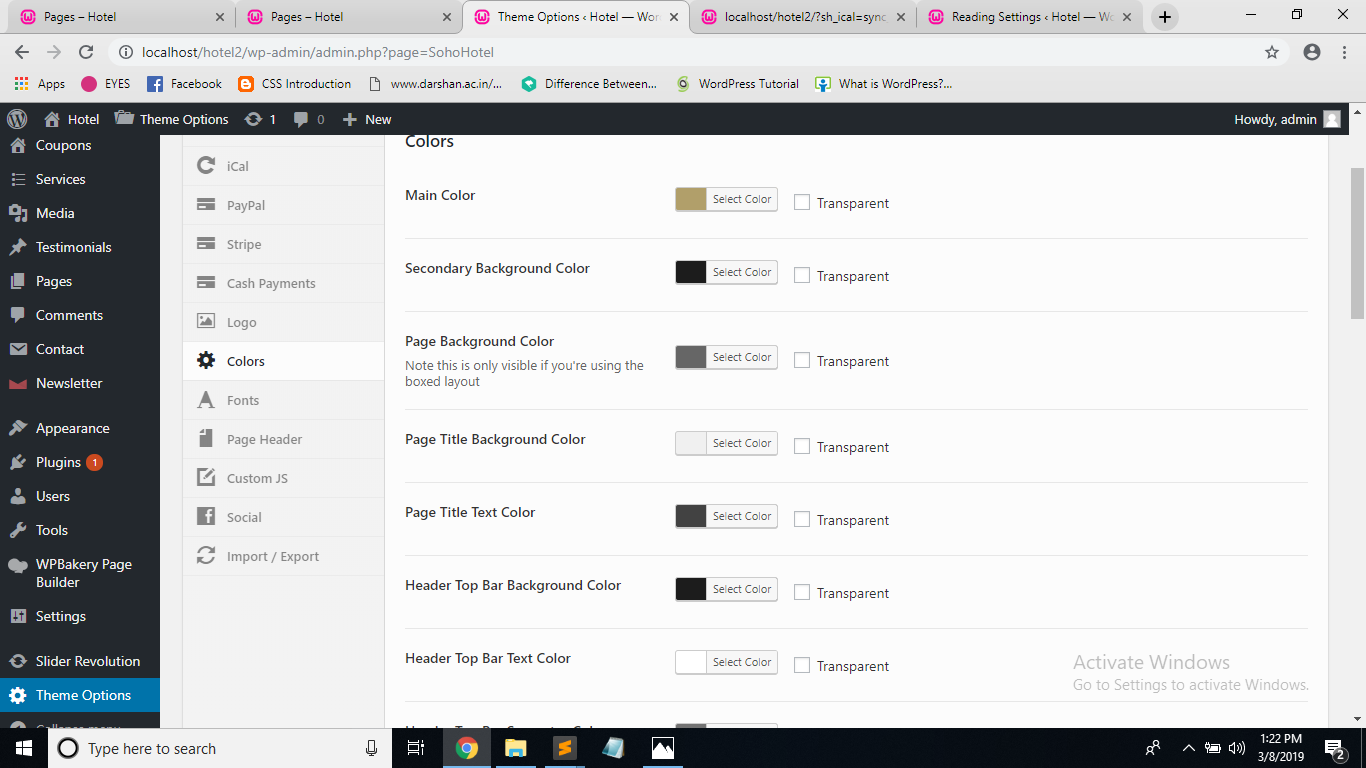 Pages – Hotel
Pages – Hotel
Theme Options ‹ Hotel — Wor
localhost/hotel2/?sh_ical=sync
Reading Settings ‹ Hotel — Wo
localhost/hotel2/wp-admin/admin.php?page=SohoHotel
Apps
EYES
Facebook
CSS Introduction
www.darshan.ac.in/...
Difference Between...
WordPress Tutorial
What is WordPress?...
Hotel
Theme Options
1
0
New
Howdy, admin
Coupons
Services
Media
Testimonials
Pages
Comments
Contact
Newsletter
Appearance
Plugins 1
Users
Tools
WPBakery Page
Builder
Settings
Slider Revolution
Theme Options
Collapse menu
iCal
PayPal
Stripe
Cash Payments
Logo
Colors
Fonts
Page Header
Custom JS
Social
Import / Export
Colors
Main Color
Select Color
Transparent
Secondary Background Color
Select Color
Transparent
Page Background Color
Note this is only visible if you're using the
boxed layout
Select Color
Transparent
Page Title Background Color
Select Color
Transparent
Page Title Text Color
Select Color
Transparent
Header Top Bar Background Color
Select Color
Transparent
Header Top Bar Text Color
Select Color
Transparent
Activate Windows
Go to Settings to activate Windows.
Type here to search
1:22 PM
3/8/2019
2